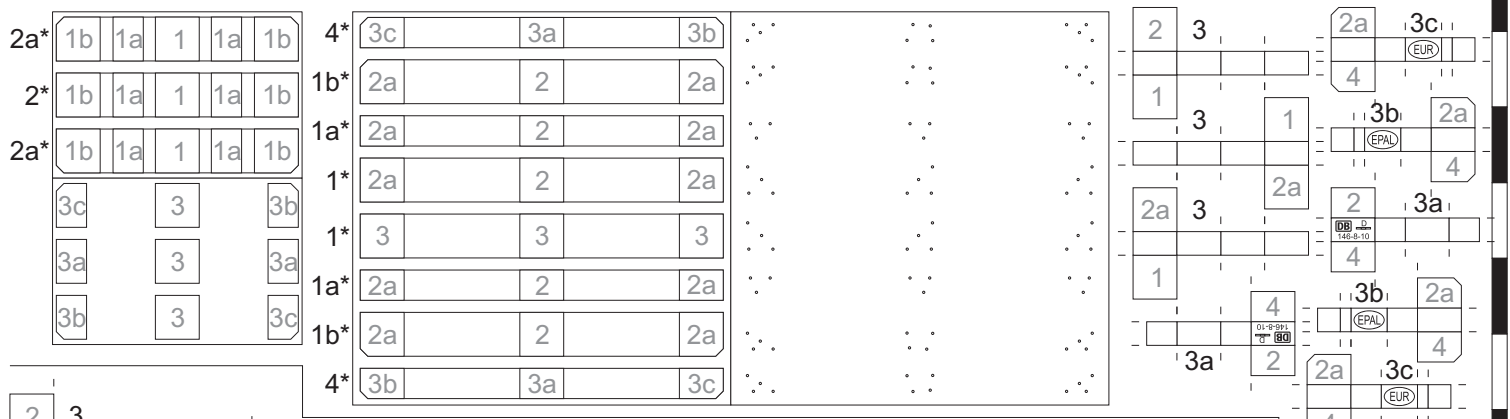 2a* 1b 1a 1 1a 1b
2* 1b 1a 1 1a 1b
2a* 1b 1a 1 1a 1b
3c 3 3b
3a 3 3a
3b 3 3c
4* 3c 3a 3b
1b* 2a 2 2a
1a* 2a 2 2a
1* 2a 2 2a
1* 3 3 3
1a* 2a 2 2a
1b* 2a 2 2a
4* 3b 3a 3c
2 3
1
3 1
2a
2a 3
1
4
146-8-10
DB D
3a 2
2a 3c
EUR
4
3b 2a
EPAL
4
2 3a
DB D
146-8-10
4
3b 2a
EPAL
4
2a 3c
EUR
4
2 3